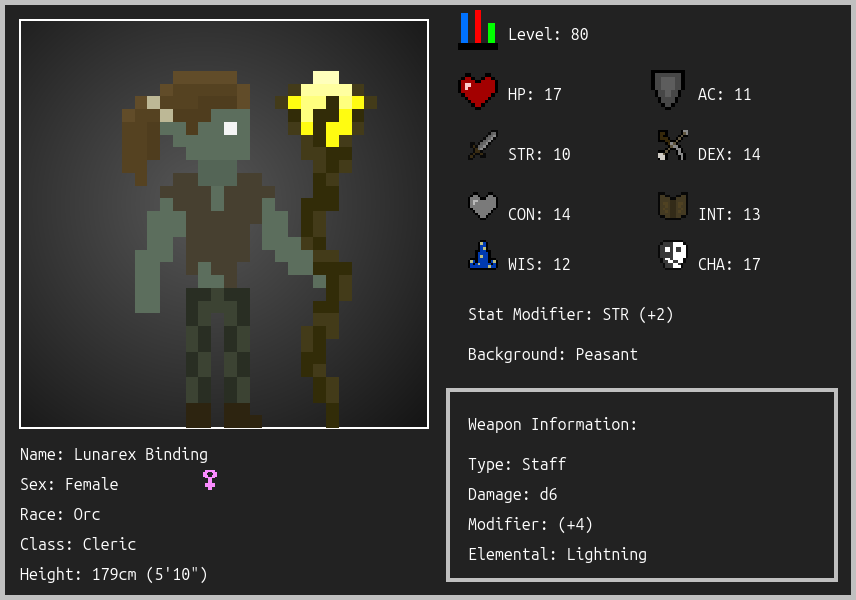 Level: 80
HP: 17
AC: 11
STR: 10
DEX: 14
CON: 14
INT: 13
WIS: 12
CHA: 17
Stat Modifier: STR (+2)
Background: Peasant
Weapon Information:
Type: Staff
Damage: d6
Modifier: (+4)
Elemental: Lightning
Name: Lunarex Binding
Sex: Female
Race: Orc
Class: Cleric
Height: 179cm (5'10")